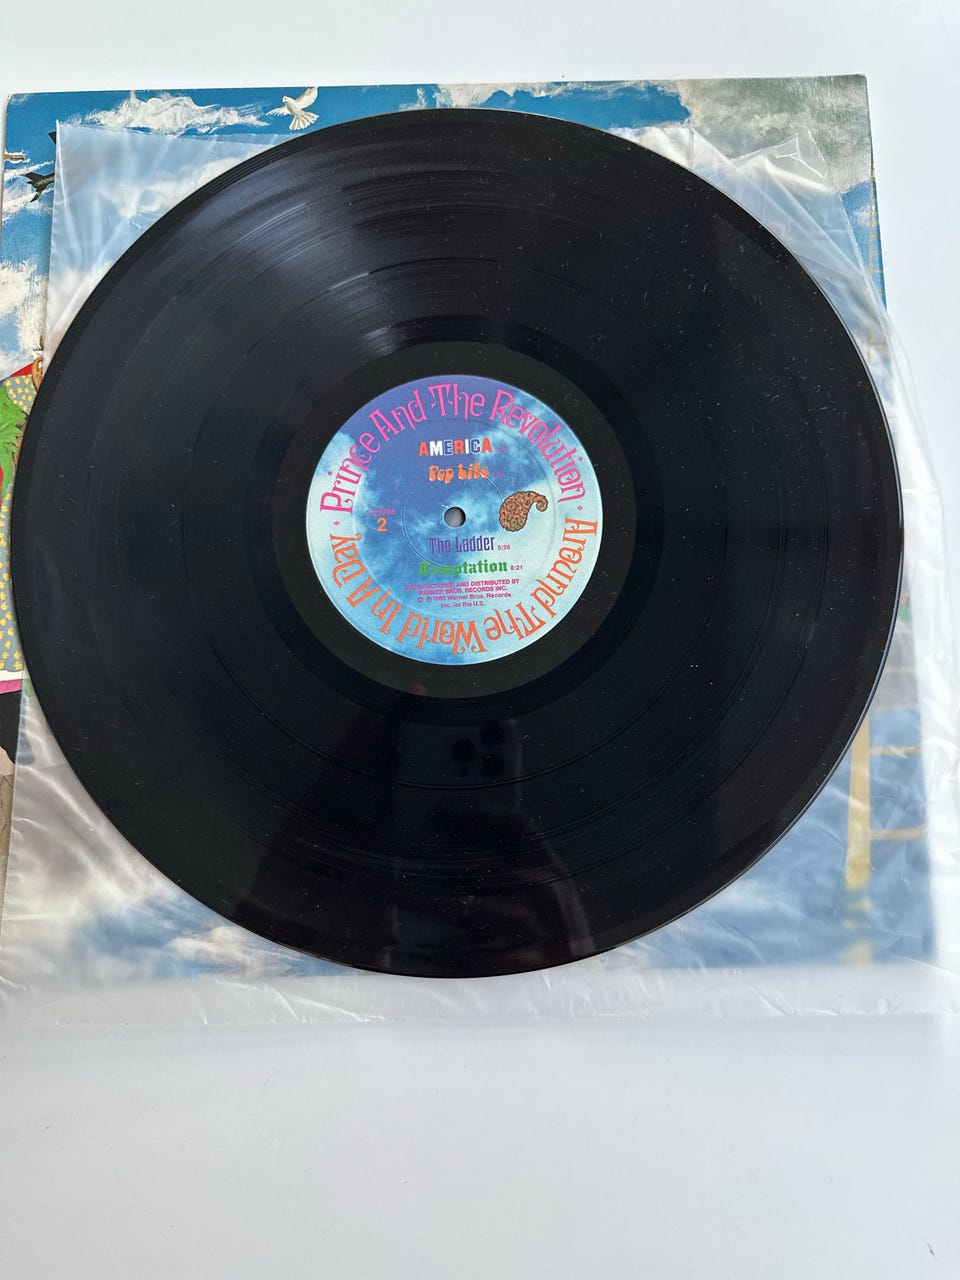 Prince And The Revolution · Around The World In A Day ·
AMERICA
Pop Life
2
The Ladder 5:26
Temptation 8:21
MANUFACTURED AND DISTRIBUTED BY
WARNER BROS. RECORDS INC.
© ℗ 1985 Warner Bros. Records
Inc. for the U.S.